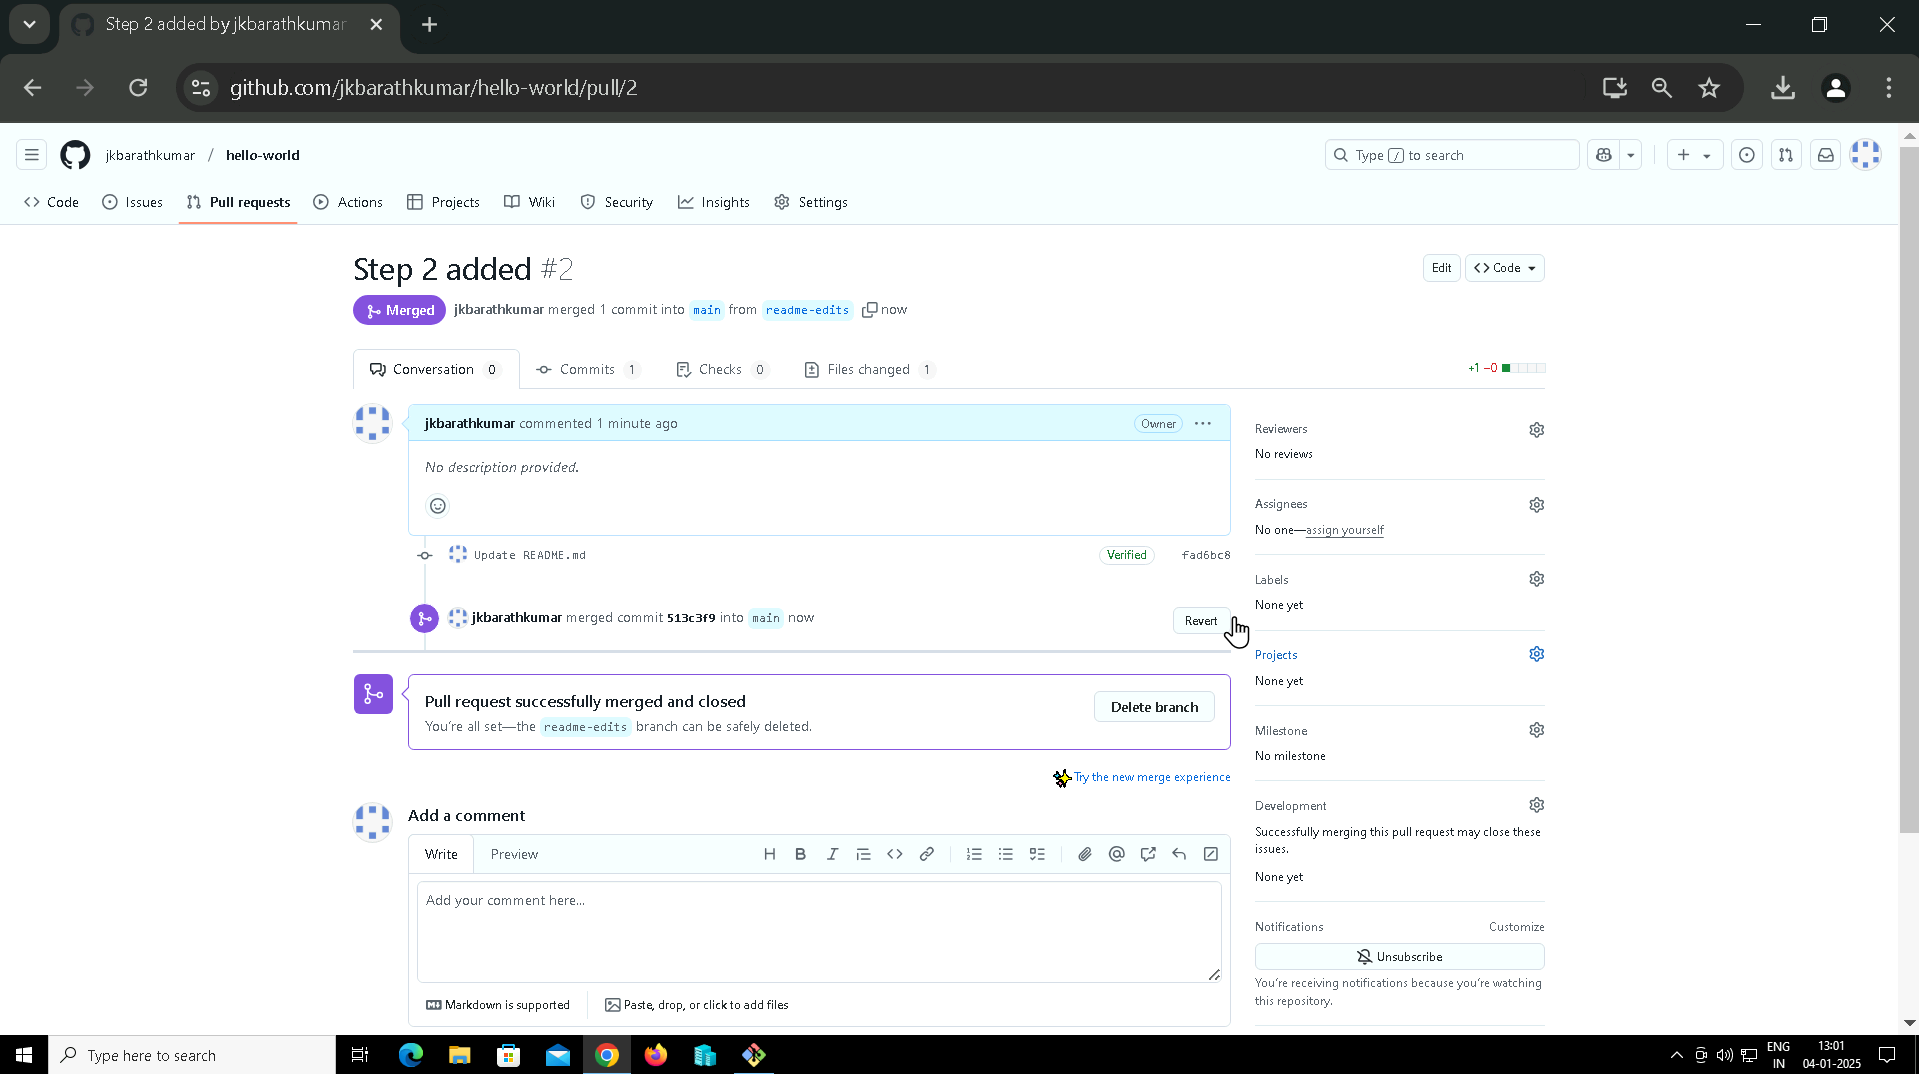 Step 2 added by jkbarathkumar
github.com/jkbarathkumar/hello-world/pull/2
jkbarathkumar / hello-world
Type / to search
Code
Issues
Pull requests
Actions
Projects
Wiki
Security
Insights
Settings
Step 2 added #2
Edit
Code
Merged
jkbarathkumar merged 1 commit into main from readme-edits now
Conversation 0
Commits 1
Checks 0
Files changed 1
+1 −0
jkbarathkumar commented 1 minute ago
Owner
No description provided.
Update README.md
Verified
fad6bc8
jkbarathkumar merged commit 513c3f9 into main now
Revert
Pull request successfully merged and closed
You're all set—the readme-edits branch can be safely deleted.
Delete branch
Try the new merge experience
Add a comment
Write
Preview
Add your comment here...
Markdown is supported
Paste, drop, or click to add files
Reviewers
No reviews
Assignees
No one—assign yourself
Labels
None yet
Projects
None yet
Milestone
No milestone
Development
Successfully merging this pull request may close these
issues.
None yet
Notifications
Customize
Unsubscribe
You're receiving notifications because you're watching
this repository.
Type here to search
ENG
IN
13:01
04-01-2025